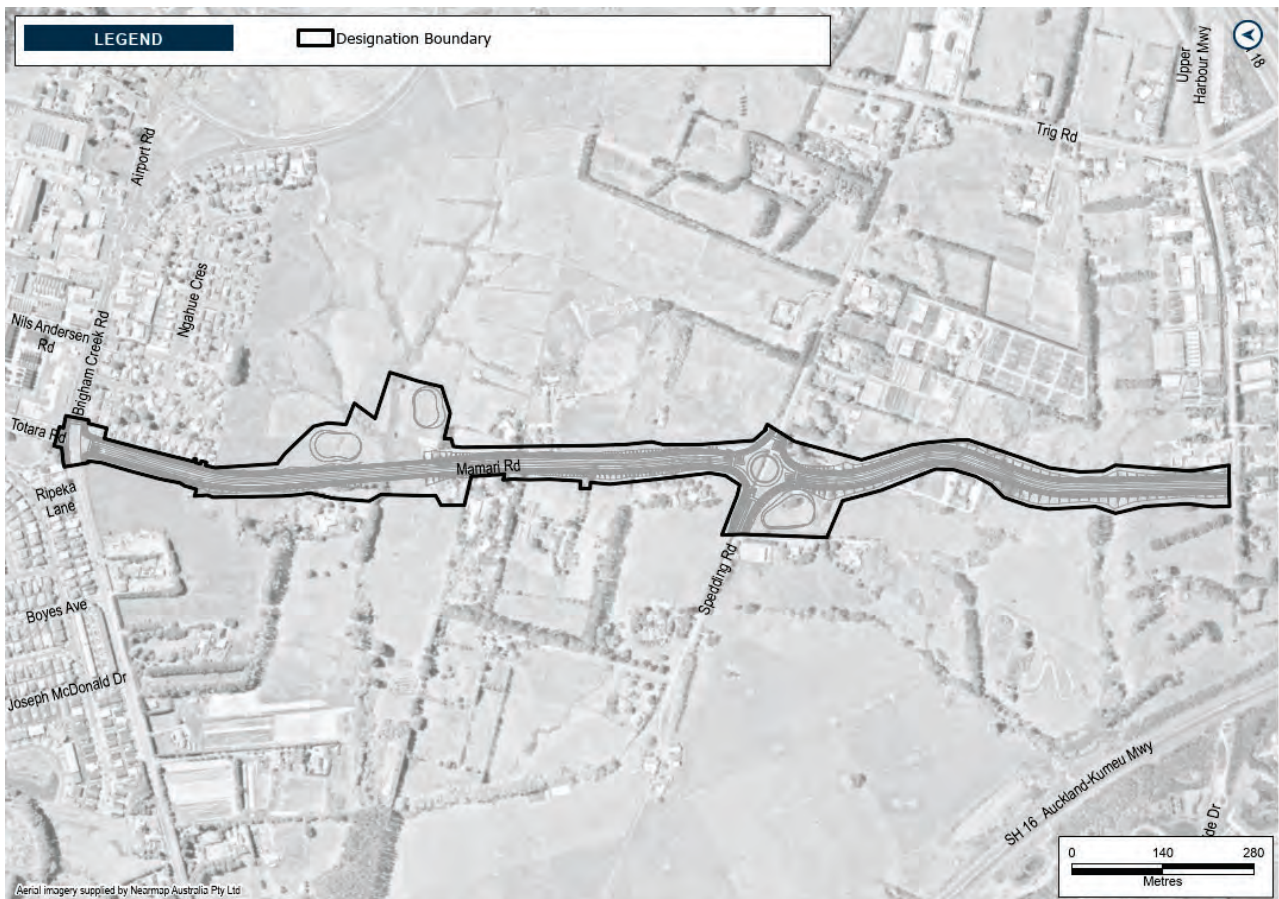 LEGEND
Designation Boundary
Upper
Harbour Mwy
18
Trig Rd
Airport Rd
Ngahue Cres
Nils Andersen
Rd
Brigham Creek Rd
Totara Rd
Mamari Rd
Ripeka
Lane
Spedding Rd
Boyes Ave
Joseph McDonald Dr
SH 16 Auckland-Kumeu Mwy
de Dr
0 140 280
Metres
Aerial imagery supplied by Nearmap Australia Pty Ltd